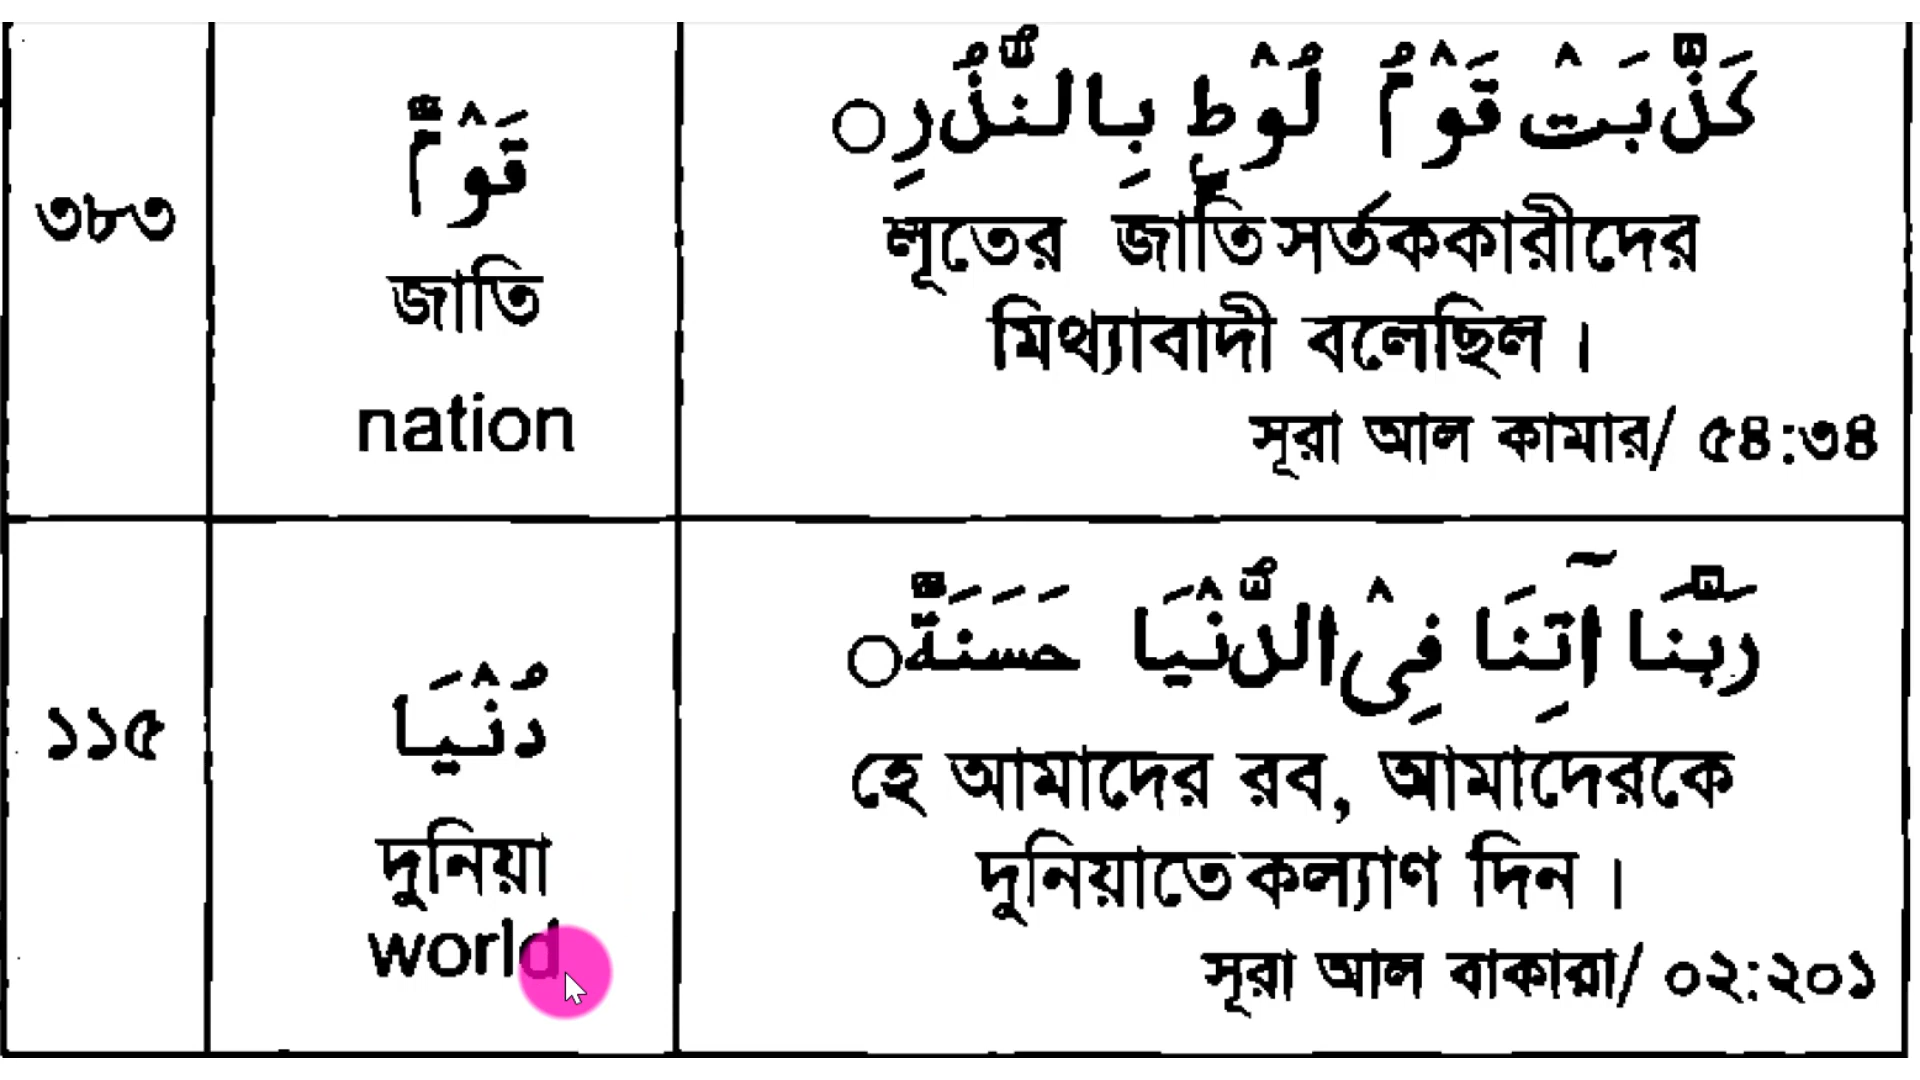 ৩৮৩
قَوْمٌ
জাতি
nation
كَذَّبَتْ قَوْمُ لُوْطٍ بِالنُّذُرِ
লূতের জাতি সর্তককারীদের
মিথ্যাবাদী বলেছিল।
সূরা আল কামার/ ৫৪:৩৪
১১৫
دُنْيَا
দুনিয়া
world
رَبَّنَا آتِنَا فِى الدُّنْيَا حَسَنَةً
হে আমাদের রব, আমাদেরকে
দুনিয়াতে কল্যাণ দিন।
সূরা আল বাকারা/ ০২:২০১